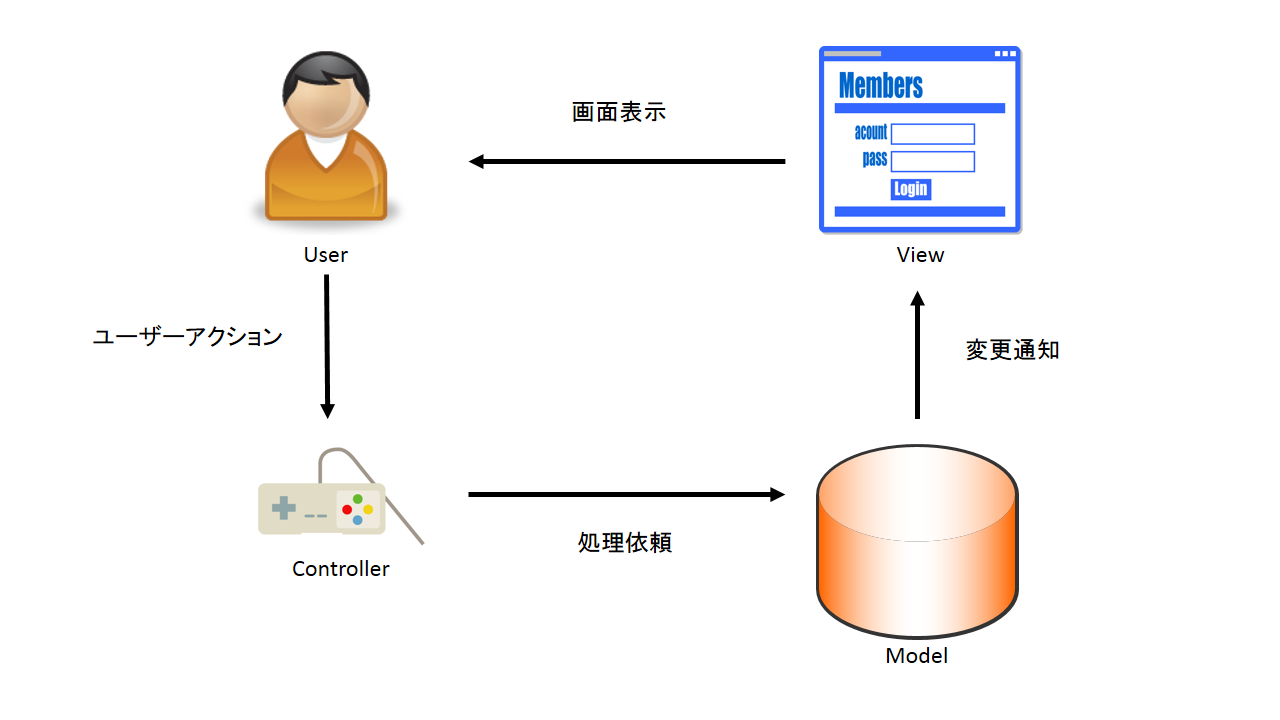 画面表示
Members
acount
pass
Login
User
View
ユーザーアクション
変更通知
処理依頼
Controller
Model